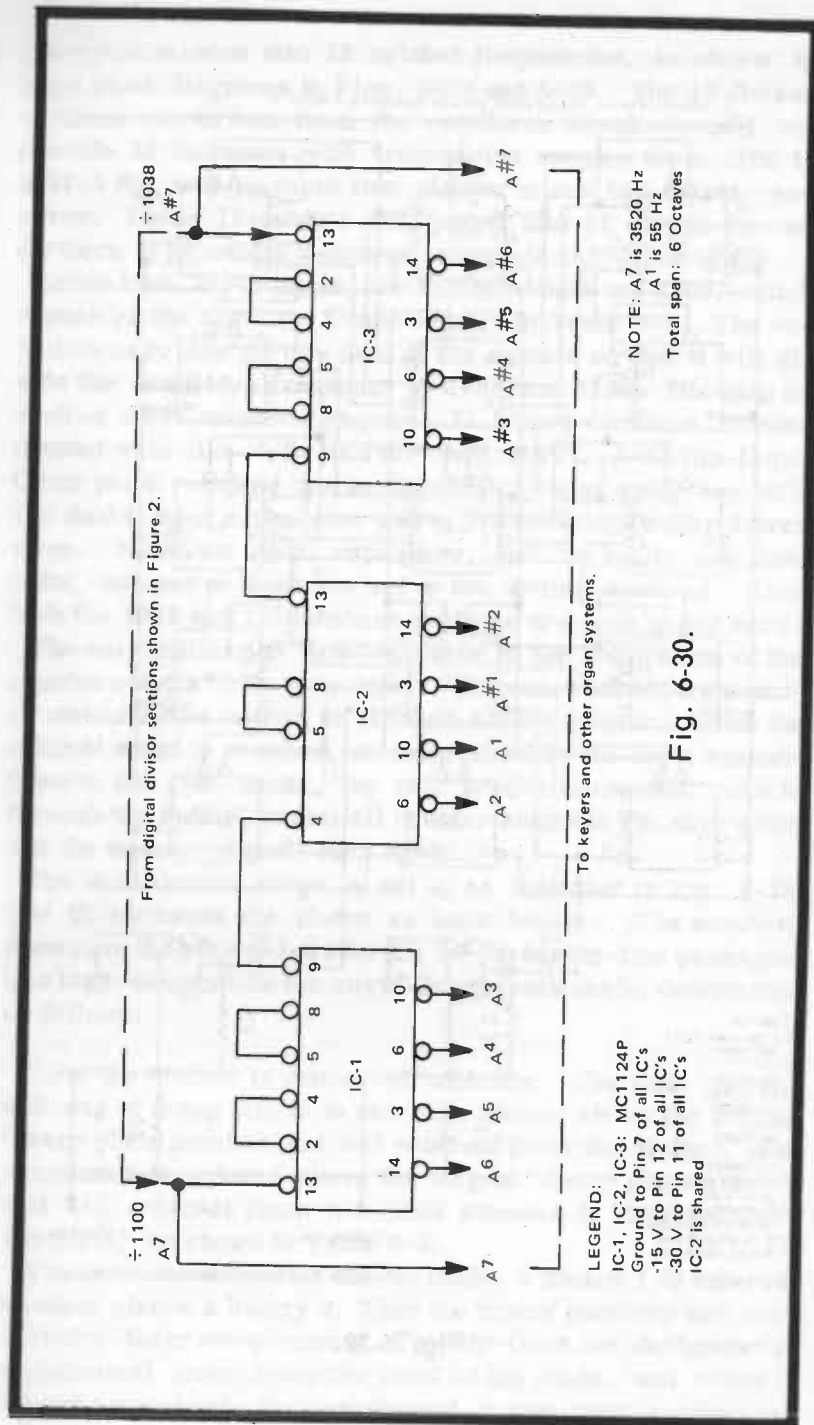 ÷ 1100 ÷ 1038
A7 A#7
From digital divisor sections shown in Figure 2.
13 2 4 5 8 9 4 5 8 13 9 8 5 4 2 13
IC-1 IC-2 IC-3
14 3 6 10 6 10 3 14 10 6 3 14
A7 A6 A5 A4 A3 A2 A1 A#1 A#2 A#3 A#4 A#5 A#6 A#7
To keyers and other organ systems.
LEGEND:
IC-1, IC-2, IC-3: MC1124P
Ground to Pin 7 of all IC's
-15 V to Pin 12 of all IC's
-30 V to Pin 11 of all IC's
IC-2 is shared
NOTE: A7 is 3520 Hz
A1 is 55 Hz
Total span: 6 Octaves
Fig. 6-30.